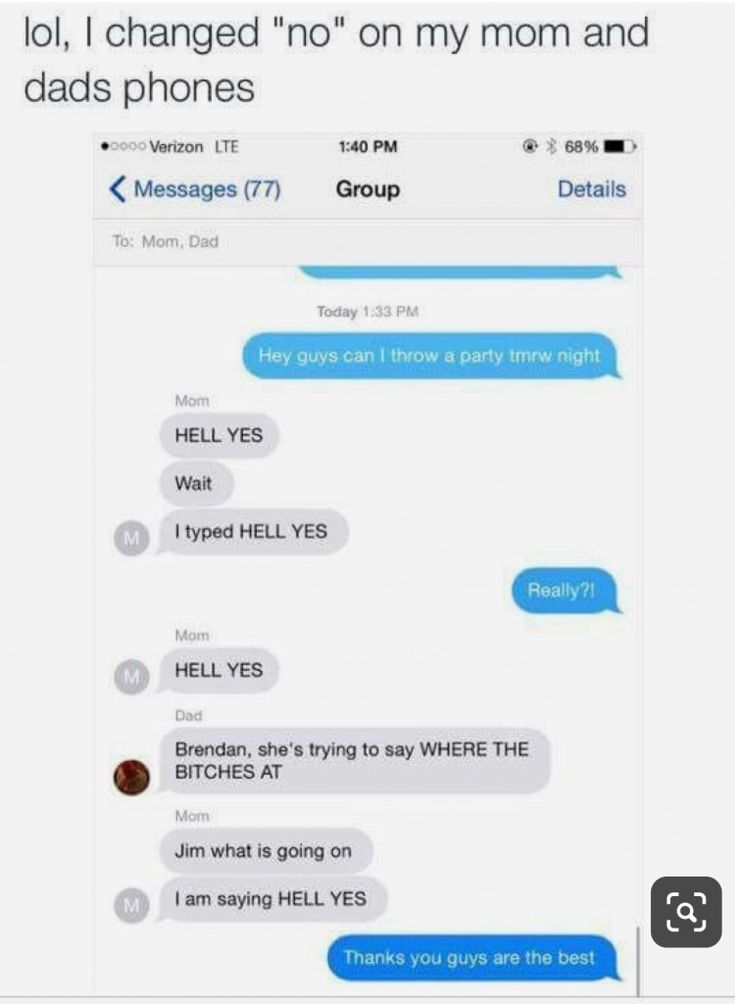 lol, I changed "no" on my mom and
dads phones
Verizon LTE 1:40 PM 68%
Messages (77) Group Details
To: Mom, Dad
Today 1:33 PM
Hey guys can I throw a party tmrw night
Mom
HELL YES
Wait
M
I typed HELL YES
Really?!
Mom
M
HELL YES
Dad
Brendan, she's trying to say WHERE THE
BITCHES AT
Mom
Jim what is going on
M
I am saying HELL YES
Thanks you guys are the best